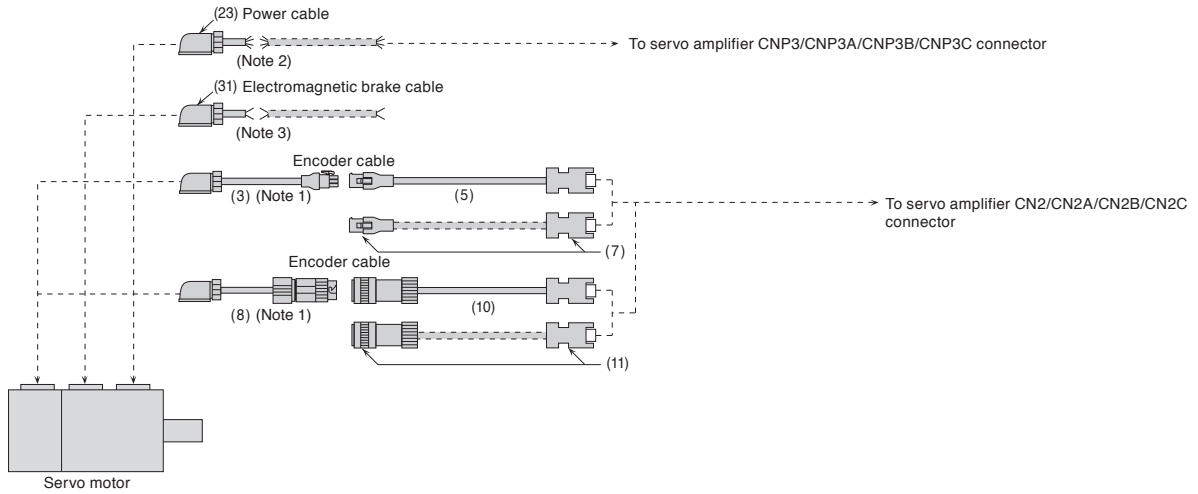 (23) Power cable
(Note 2)
To servo amplifier CNP3/CNP3A/CNP3B/CNP3C connector
(31) Electromagnetic brake cable
(Note 3)
Encoder cable
(3) (Note 1)
(5)
To servo amplifier CN2/CN2A/CN2B/CN2C
connector
(7)
Encoder cable
(8) (Note 1)
(10)
(11)
Servo motor